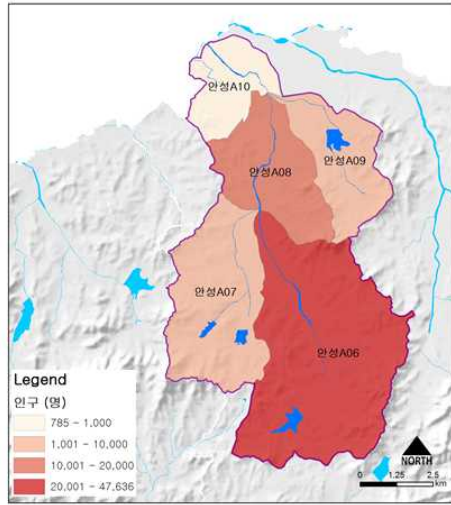 안성A10
안성A09
안성A08
안성A07
안성A06
Legend
인구 (명)
785 - 1,000
1,001 - 10,000
10,001 - 20,000
20,001 - 47,636
NORTH
0 1.25 2.5
km